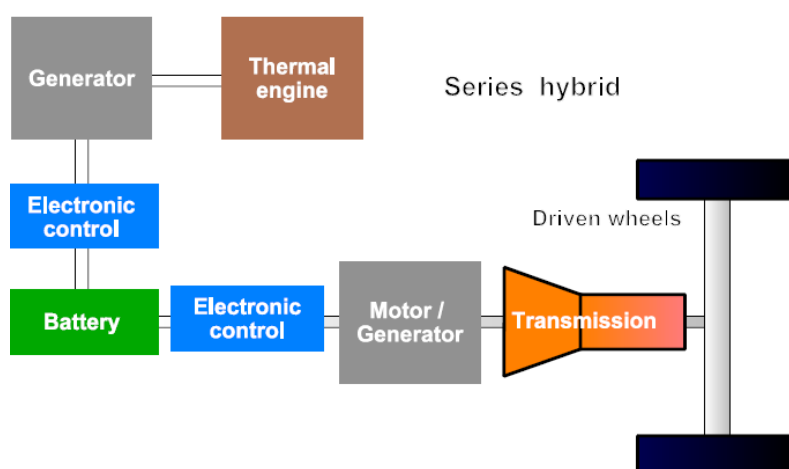 Generator
Thermal
engine
Series hybrid
Electronic
control
Driven wheels
Battery
Electronic
control
Motor /
Generator
Transmission